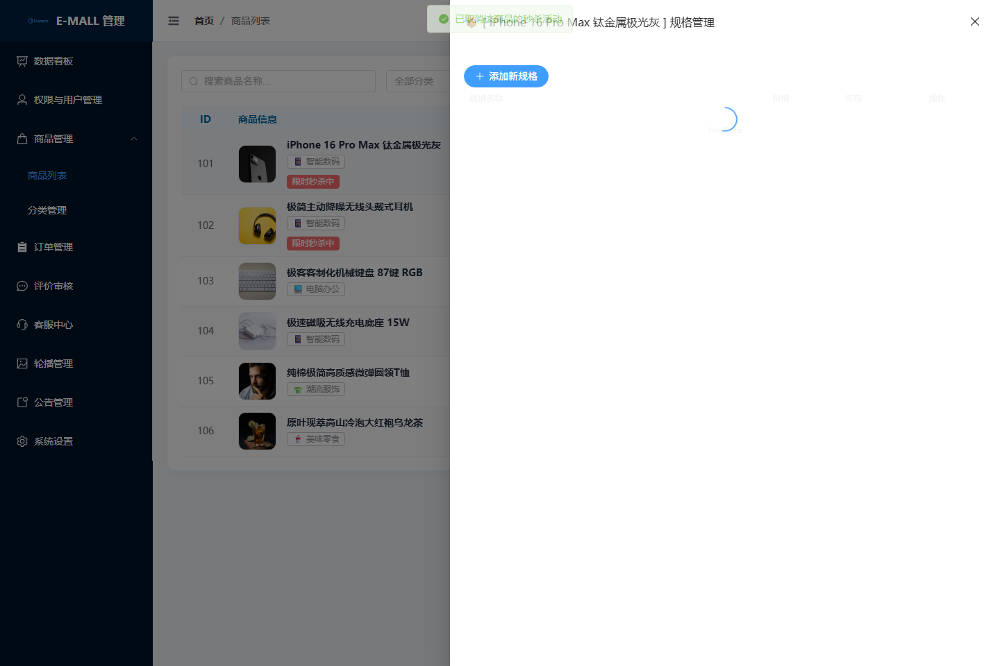 E-MALL 管理
数据看板
权限与用户管理
商品管理
商品列表
分类管理
订单管理
评价审核
客服中心
轮播管理
公告管理
系统设置
首页 / 商品列表
搜索商品名称...
全部分类
ID 商品信息
101
iPhone 16 Pro Max 钛金属极光灰
智能数码
限时秒杀中
102
极简主动降噪无线头戴式耳机
智能数码
限时秒杀中
103
极客客制化机械键盘 87键 RGB
电脑办公
104
极速磁吸无线充电底座 15W
智能数码
105
纯棉极简高质感微弹圆领T恤
潮流服饰
106
原叶现萃高山冷泡大红袍乌龙茶
美味零食
已取消该商品的秒杀活动
[ iPhone 16 Pro Max 钛金属极光灰 ] 规格管理
添加新规格
规格名称 价格 库存 操作